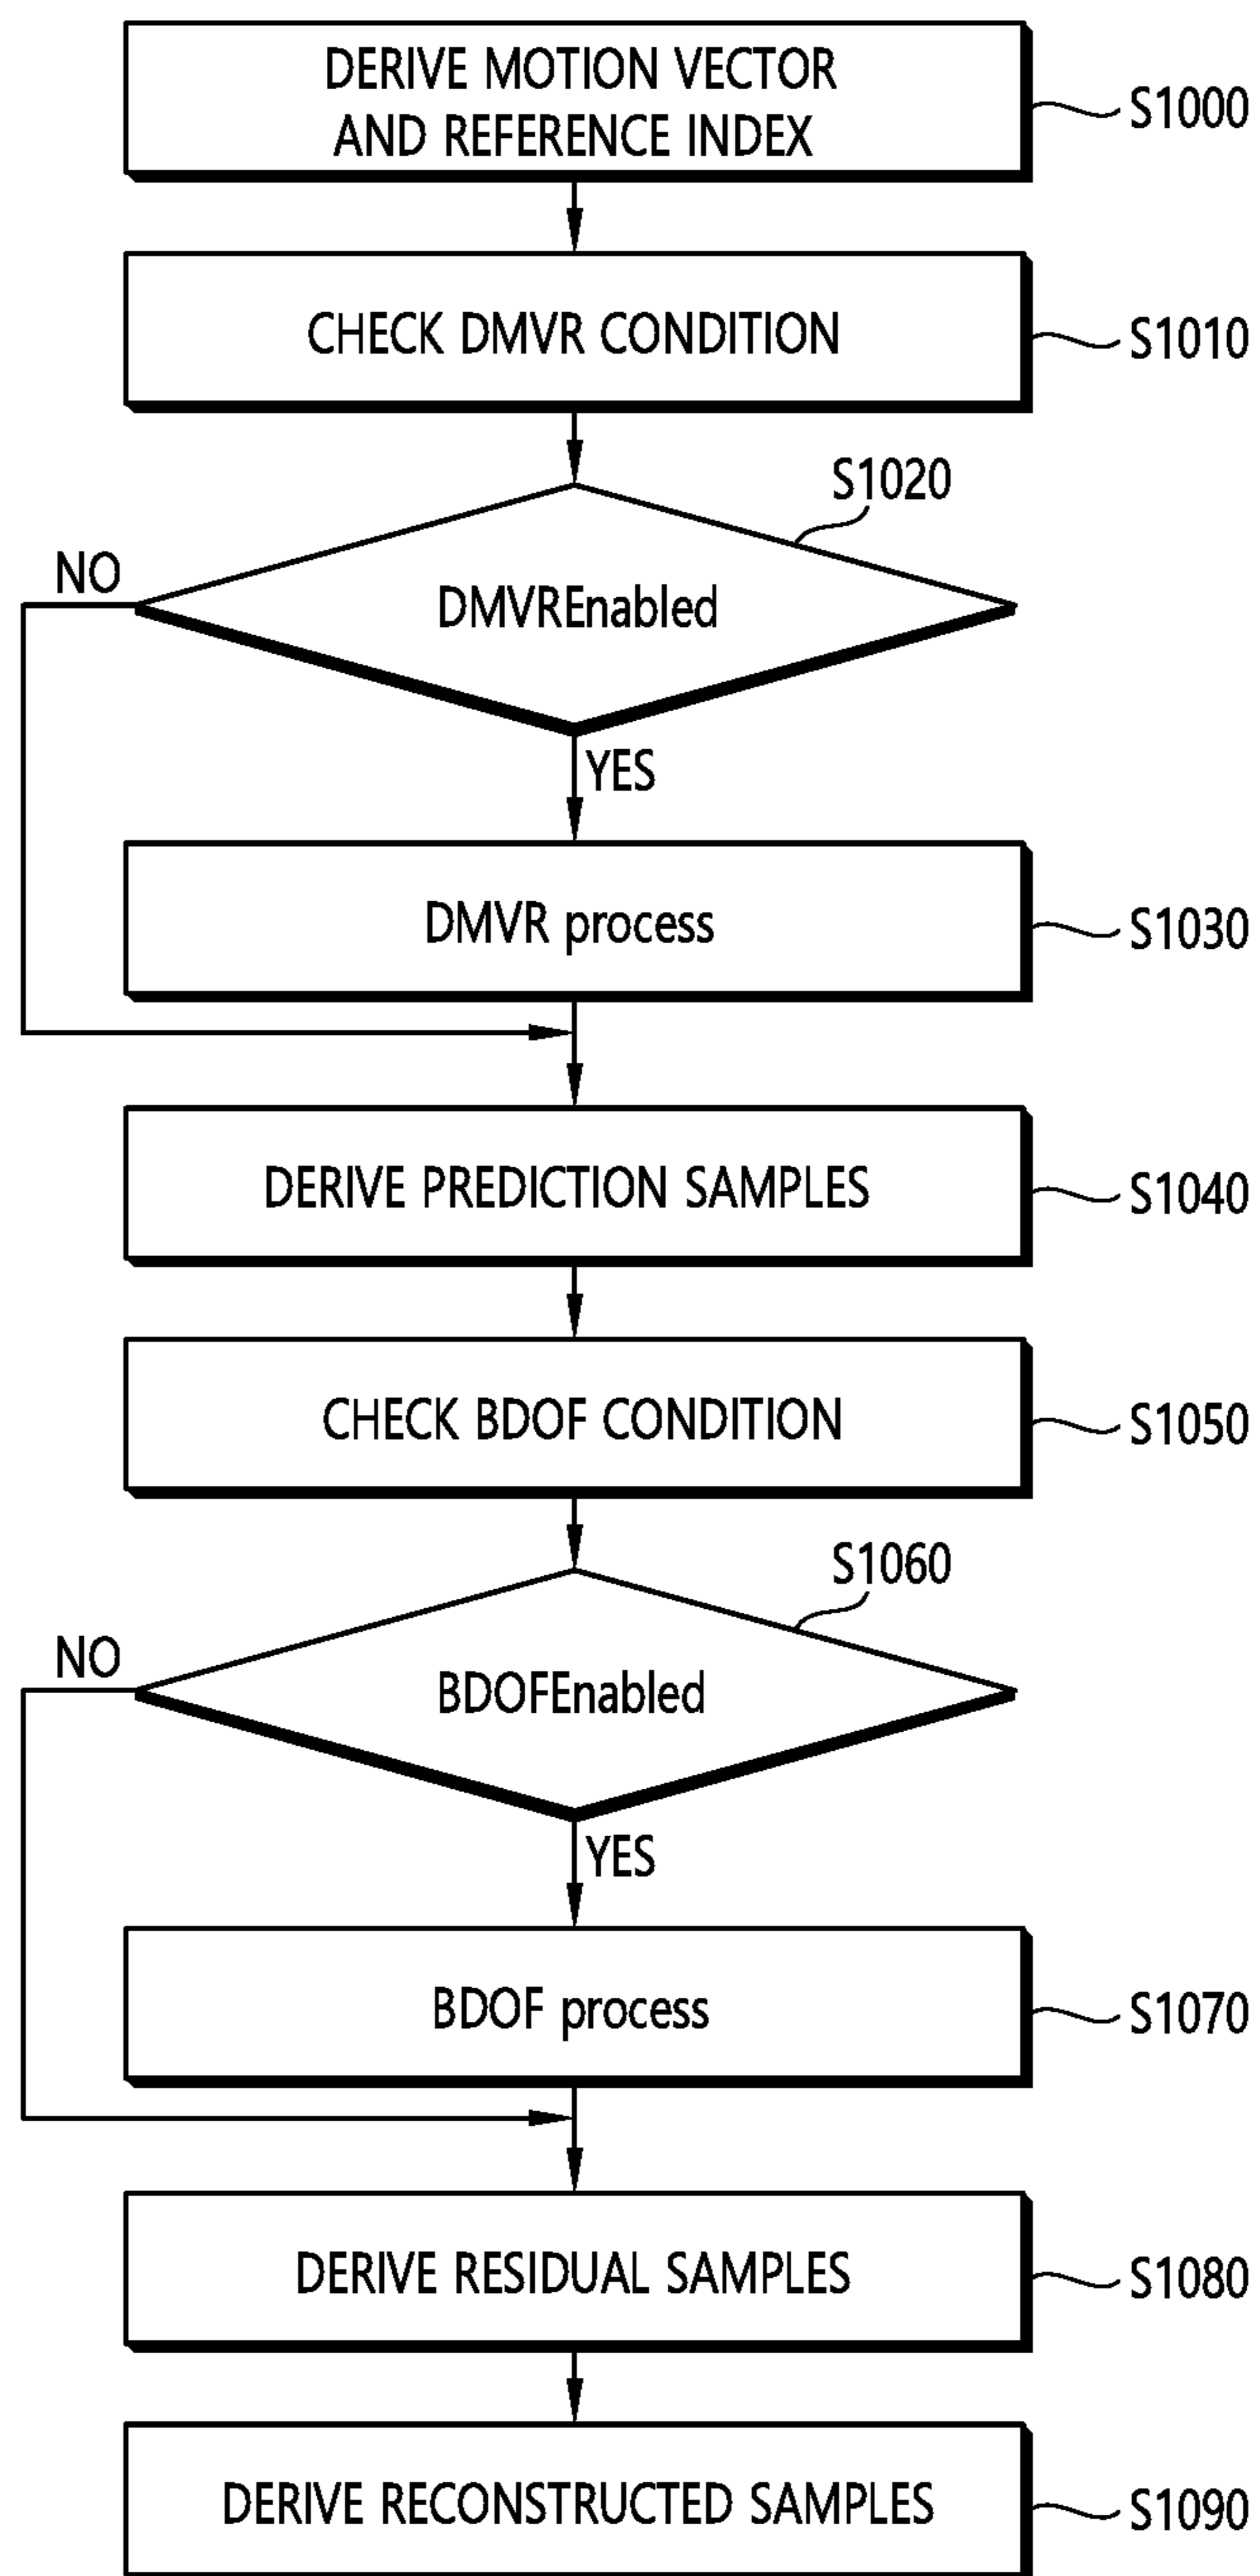 DERIVE MOTION VECTOR
AND REFERENCE INDEX
S1000
CHECK DMVR CONDITION
S1010
S1020
DMVREnabled
NO
YES
DMVR process
S1030
DERIVE PREDICTION SAMPLES
S1040
CHECK BDOF CONDITION
S1050
S1060
BDOFEnabled
NO
YES
BDOF process
S1070
DERIVE RESIDUAL SAMPLES
S1080
DERIVE RECONSTRUCTED SAMPLES
S1090